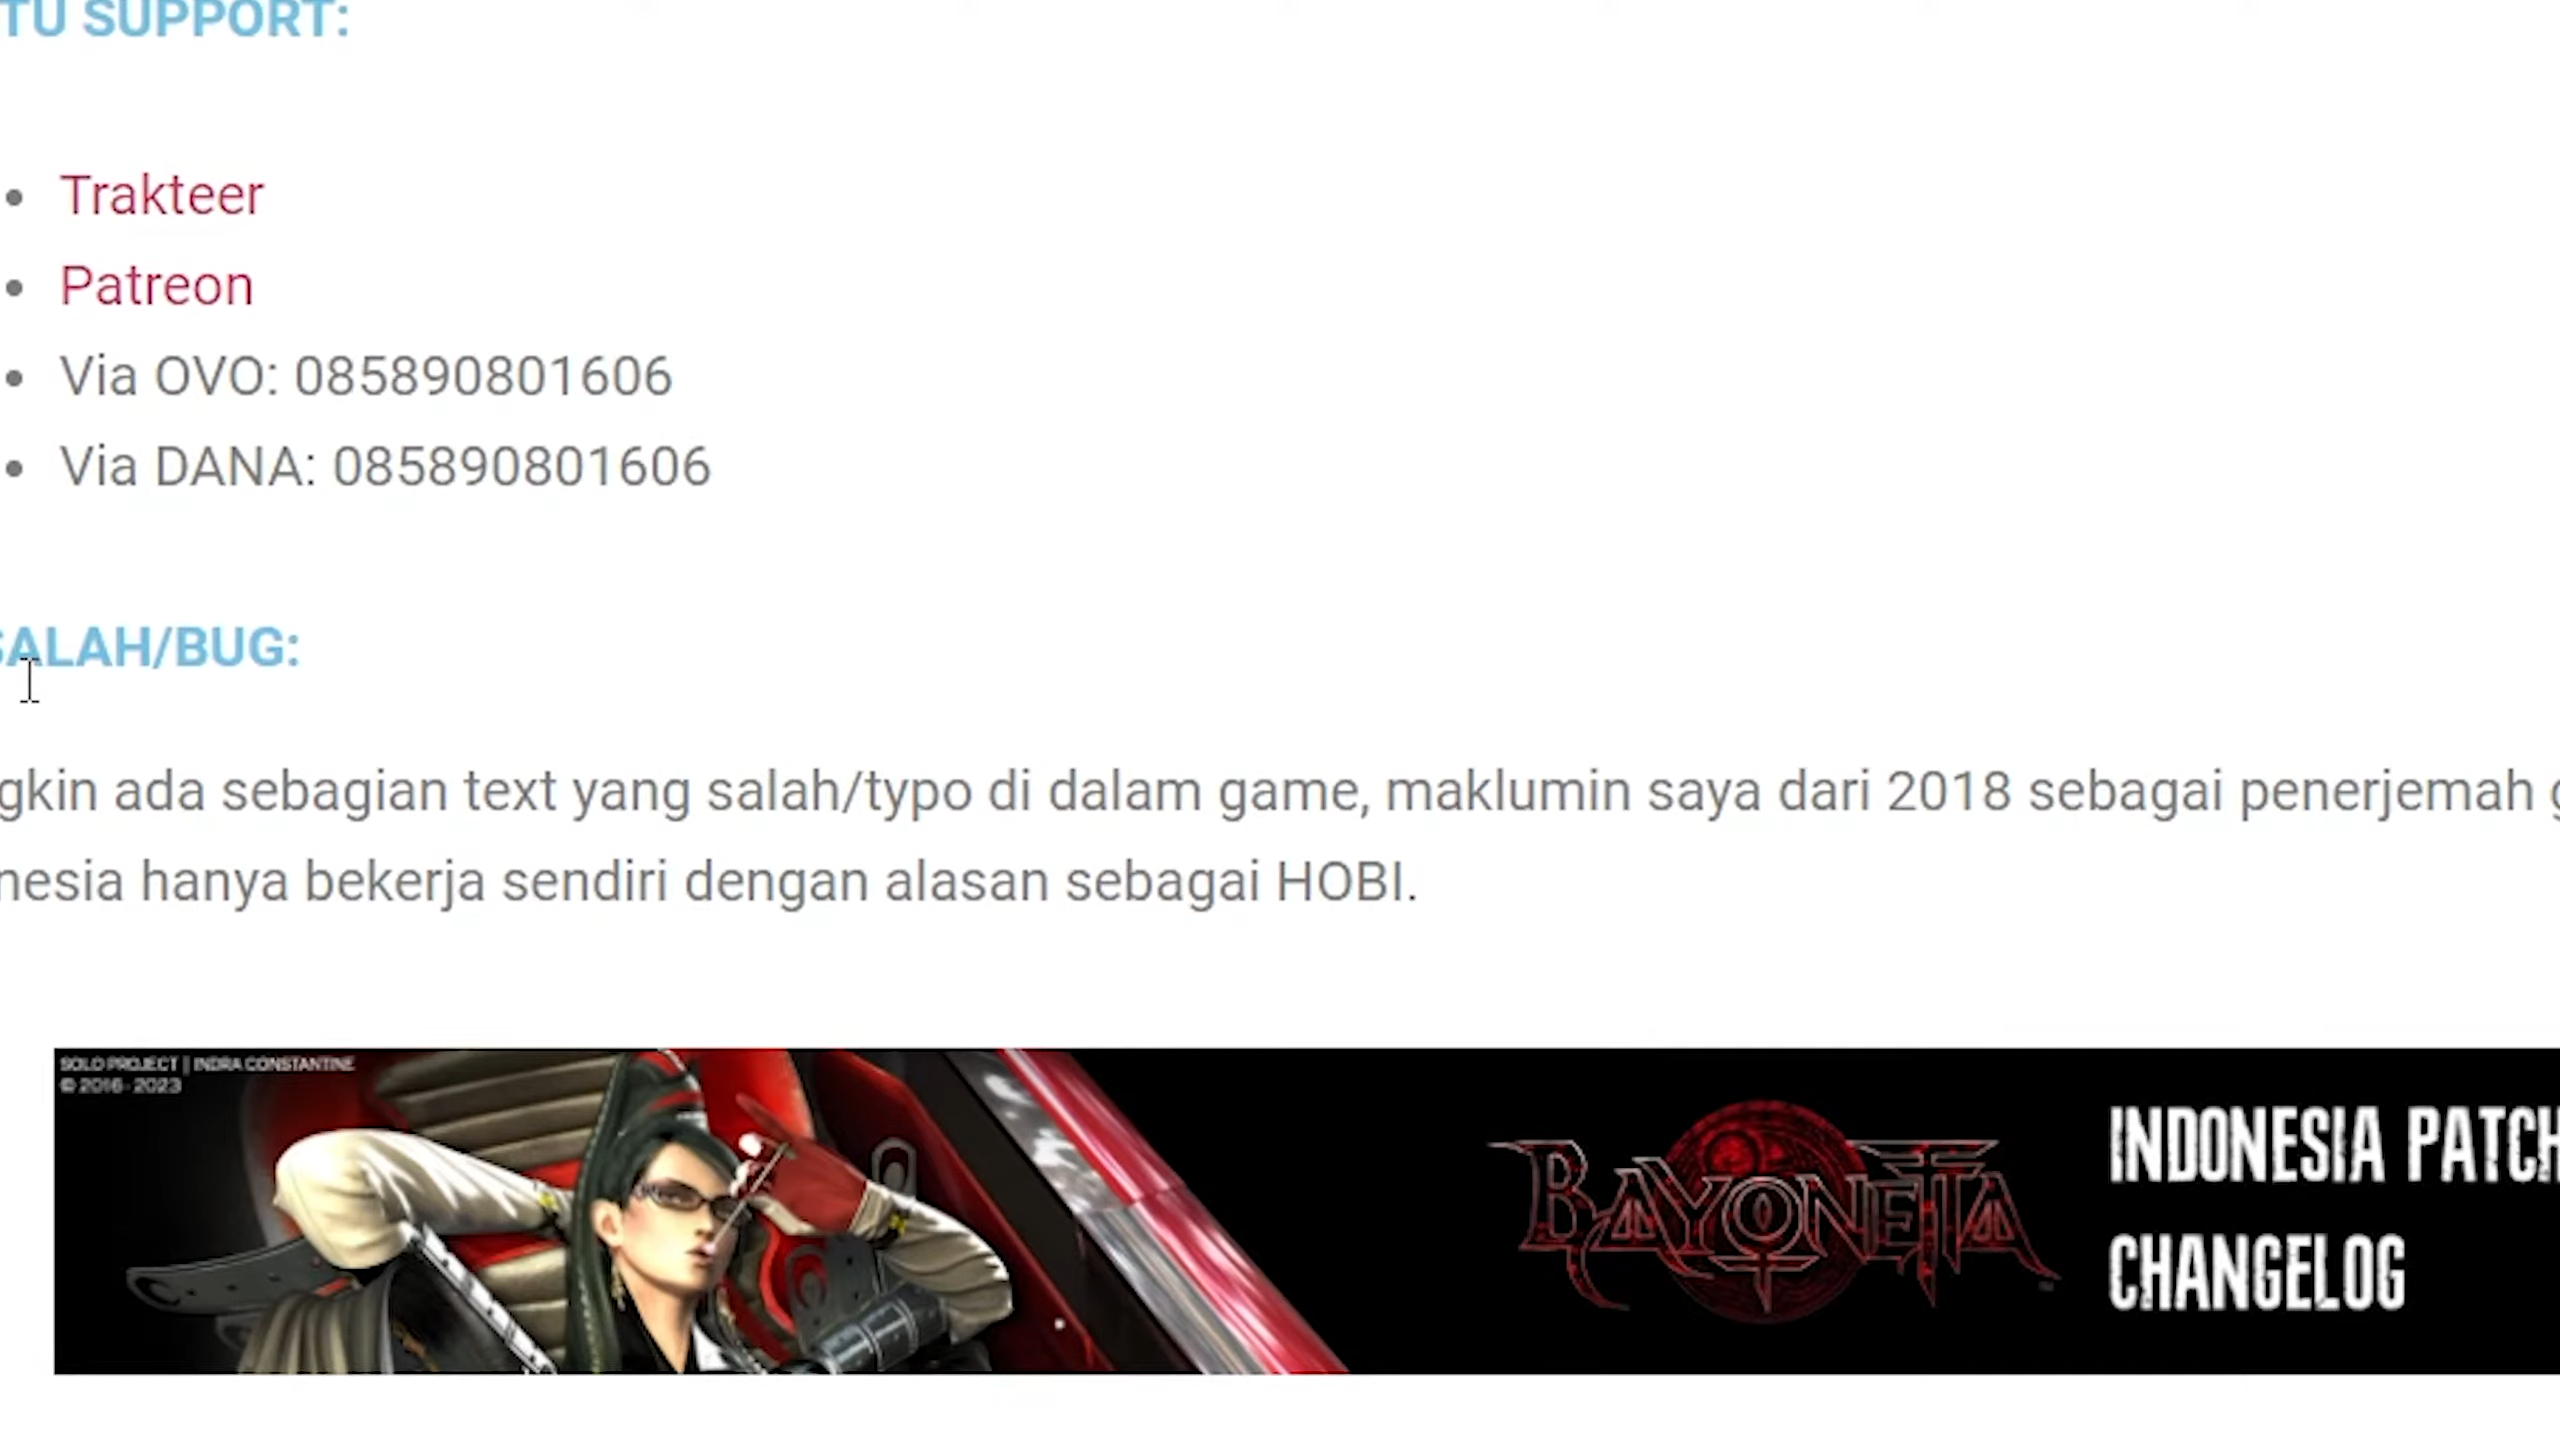 TU SUPPORT:
Trakteer
Patreon
Via OVO: 085890801606
Via DANA: 085890801606
SALAH/BUG:
gkin ada sebagian text yang salah/typo di dalam game, maklumin saya dari 2018 sebagai penerjemah g
nesia hanya bekerja sendiri dengan alasan sebagai HOBI.
SOLO PROJECT | INDRA CONSTANTINE
© 2016 - 2023
BAYONETTA
INDONESIA PATCH
CHANGELOG